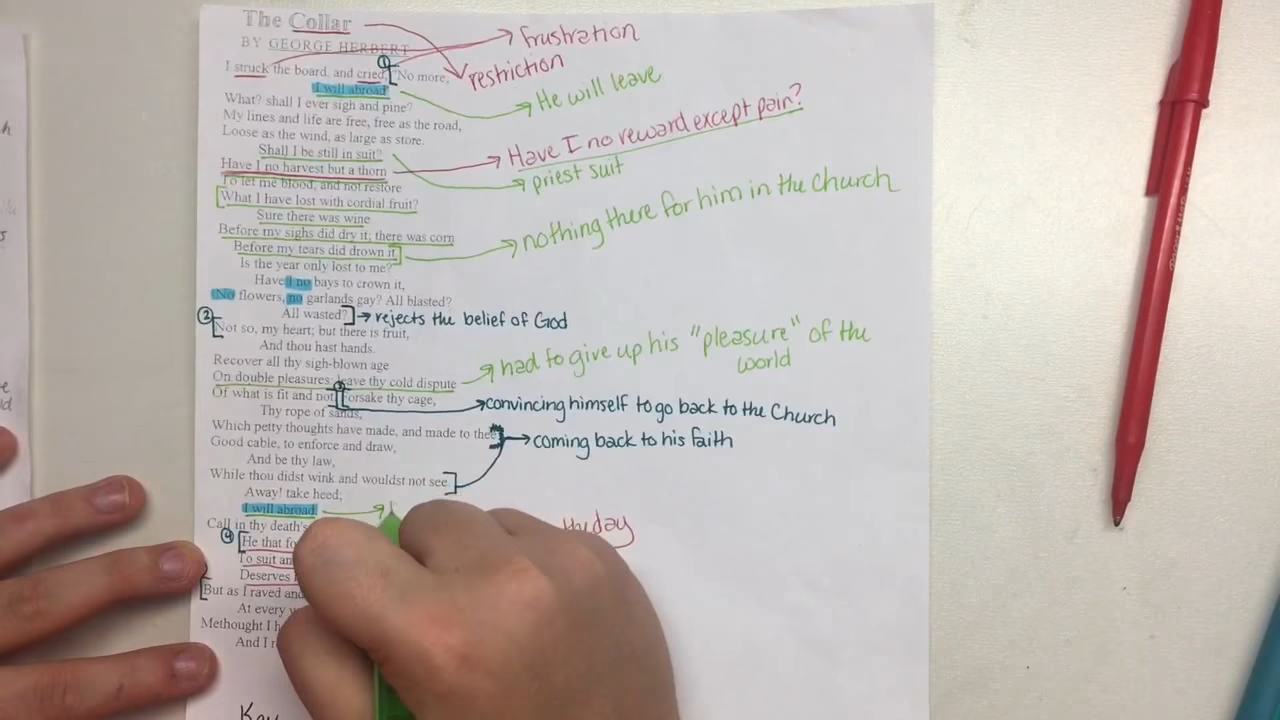 The Collar
BY GEORGE HERBERT
frustration
restriction
I struck the board, and cried, "No more;
I will abroad!
He will leave
What? shall I ever sigh and pine?
My lines and life are free, free as the road,
Loose as the wind, as large as store.
Shall I be still in suit?
Have I no reward except pain?
Have I no harvest but a thorn
priest suit
To let me blood, and not restore
What I have lost with cordial fruit?
Sure there was wine
nothing there for him in the Church
Before my sighs did dry it; there was corn
Before my tears did drown it.
Is the year only lost to me?
Have I no bays to crown it,
No flowers, no garlands gay? All blasted?
All wasted?
rejects the belief of God
2
Not so, my heart; but there is fruit,
And thou hast hands.
Recover all thy sigh-blown age
had to give up his "pleasure" of the
world
On double pleasures: leave thy cold dispute
Of what is fit and not. Forsake thy cage,
convincing himself to go back to the Church
Thy rope of sands,
Which petty thoughts have made, and made to thee
coming back to his faith
Good cable, to enforce and draw,
And be thy law,
While thou didst wink and wouldst not see.
Away! take heed;
I will abroad.
Call in thy death's
the day
4
He that fo
To suit an
Deserves
But as I raved and
At every
Methought I h
And I r